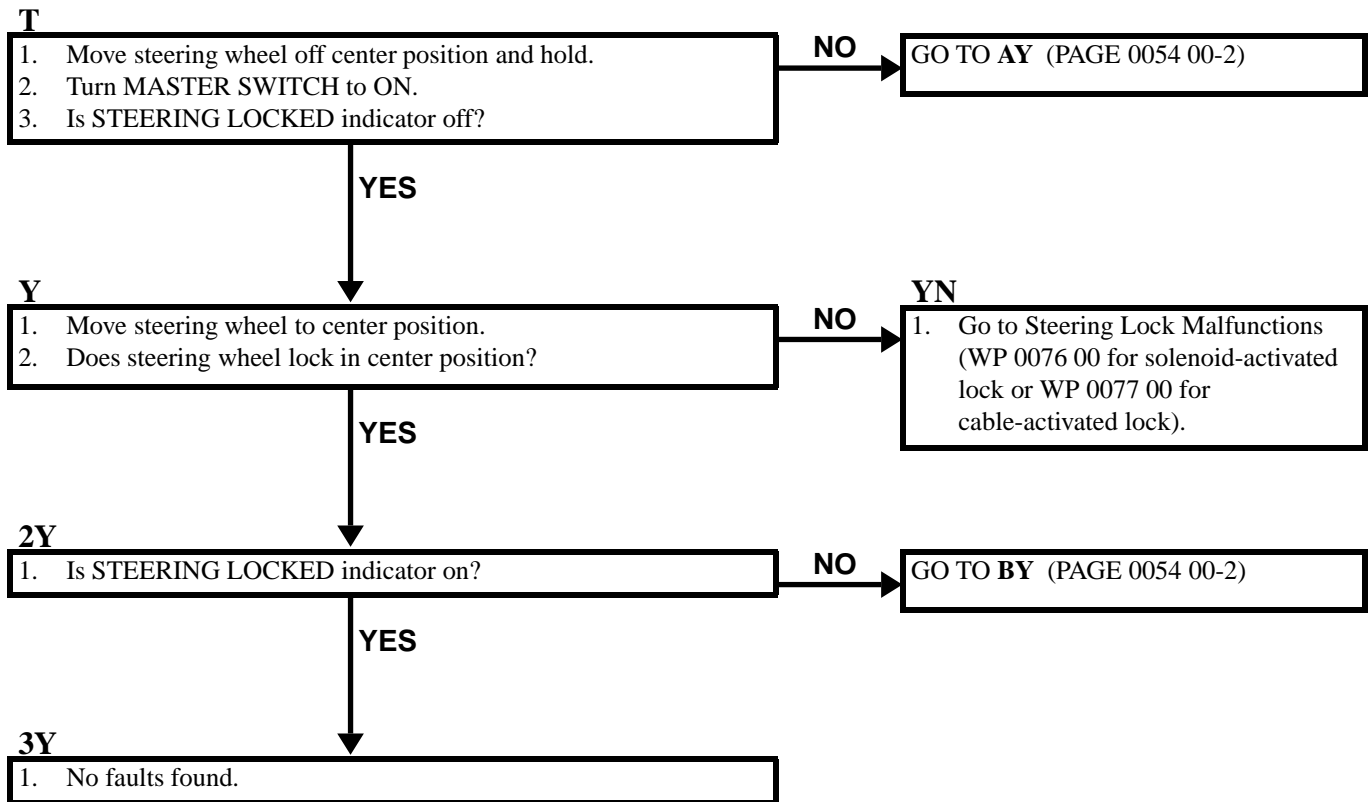 T
1. Move steering wheel off center position and hold.
2. Turn MASTER SWITCH to ON.
3. Is STEERING LOCKED indicator off?
NO
GO TO AY (PAGE 0054 00-2)
YES
Y
1. Move steering wheel to center position.
2. Does steering wheel lock in center position?
NO
YN
1. Go to Steering Lock Malfunctions
(WP 0076 00 for solenoid-activated
lock or WP 0077 00 for
cable-activated lock).
YES
2Y
1. Is STEERING LOCKED indicator on?
NO
GO TO BY (PAGE 0054 00-2)
YES
3Y
1. No faults found.